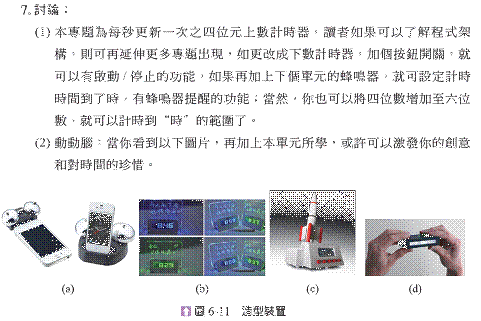 7. 討論：
(1) 本專題為每秒更新一次之四位元上數計時器，讀者如果可以了解程式架
構，則可再延伸更多專題出現，如更改成下數計時器，加個按鈕開關，就
可以有啟動/停止的功能，如果再加上下個單元的蜂鳴器，就可設定計時
時間到了時，有蜂鳴器提醒的功能；當然，你也可以將四位數增加至六位
數，就可以計時到“時”的範圍了。
(2) 動動腦：當你看到以下圖片，再加上本單元所學，或許可以激發你的創意
和對時間的珍惜。
(a) (b) (c) (d)
圖 6-11 造型裝置